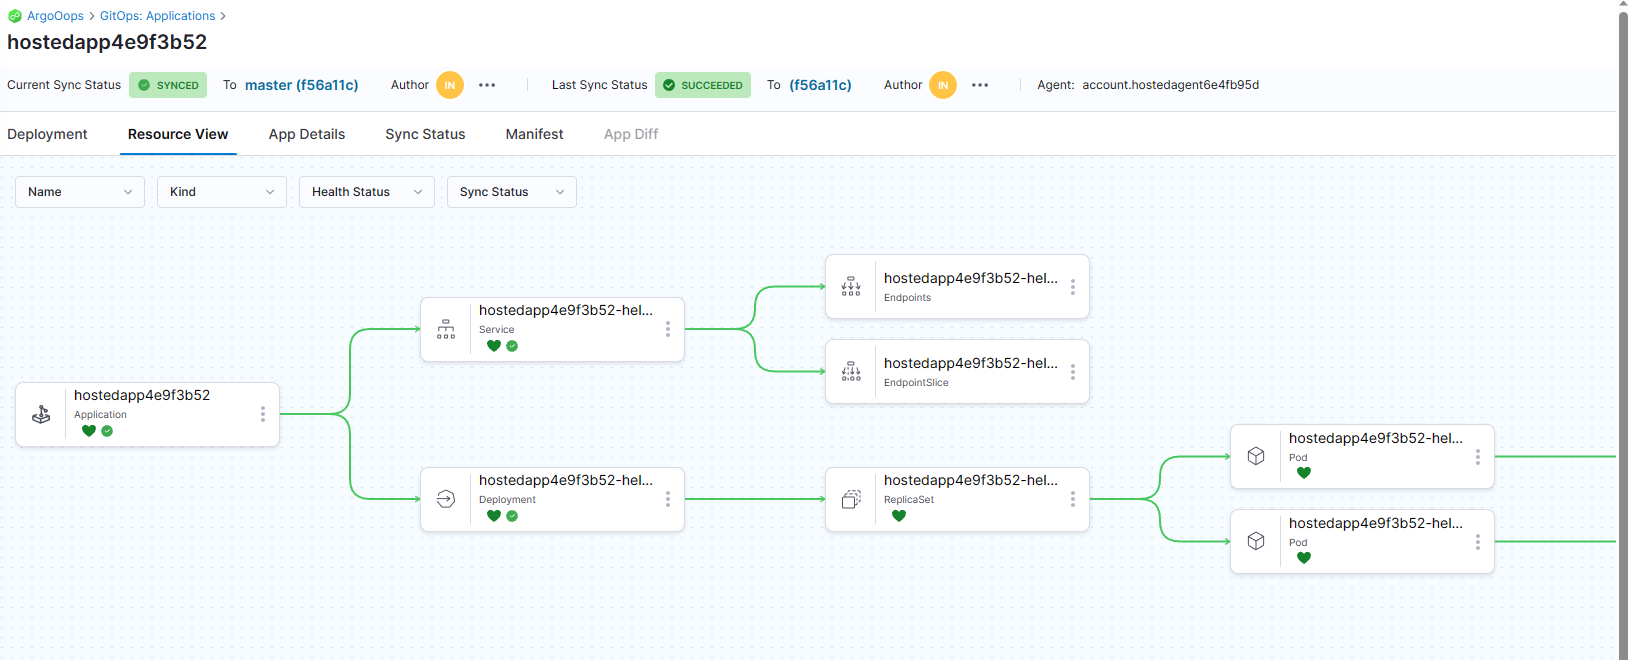 ArgoOops > GitOps: Applications >
hostedapp4e9f3b52
Current Sync Status SYNCED To master (f56a11c) Author IN ••• Last Sync Status SUCCEEDED To (f56a11c) Author IN ••• Agent: account.hostedagent6e4fb95d
Deployment Resource View App Details Sync Status Manifest App Diff
Name Kind Health Status Sync Status
hostedapp4e9f3b52-hel...
Endpoints
hostedapp4e9f3b52-hel...
Service
hostedapp4e9f3b52-hel...
EndpointSlice
hostedapp4e9f3b52
Application
hostedapp4e9f3b52-hel...
Pod
hostedapp4e9f3b52-hel...
Deployment
hostedapp4e9f3b52-hel...
ReplicaSet
hostedapp4e9f3b52-hel...
Pod